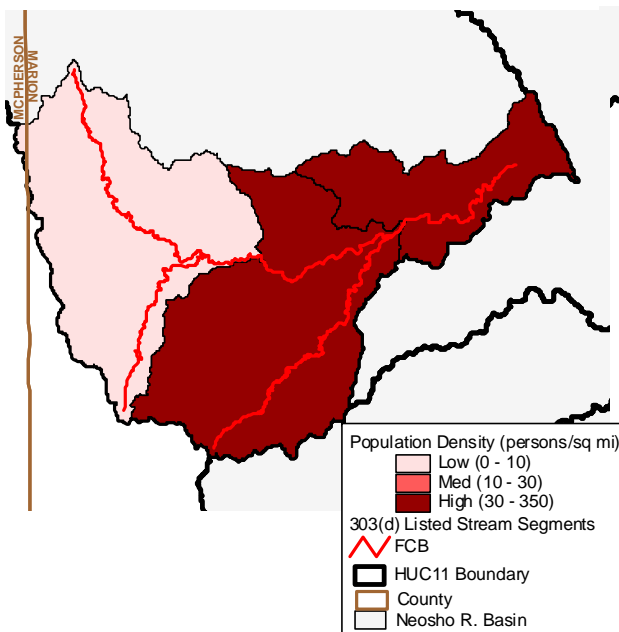 MCPHERSON
MARION
Population Density (persons/sq mi)
Low (0 - 10)
Med (10 - 30)
High (30 - 350)
303(d) Listed Stream Segments
FCB
HUC11 Boundary
County
Neosho R. Basin